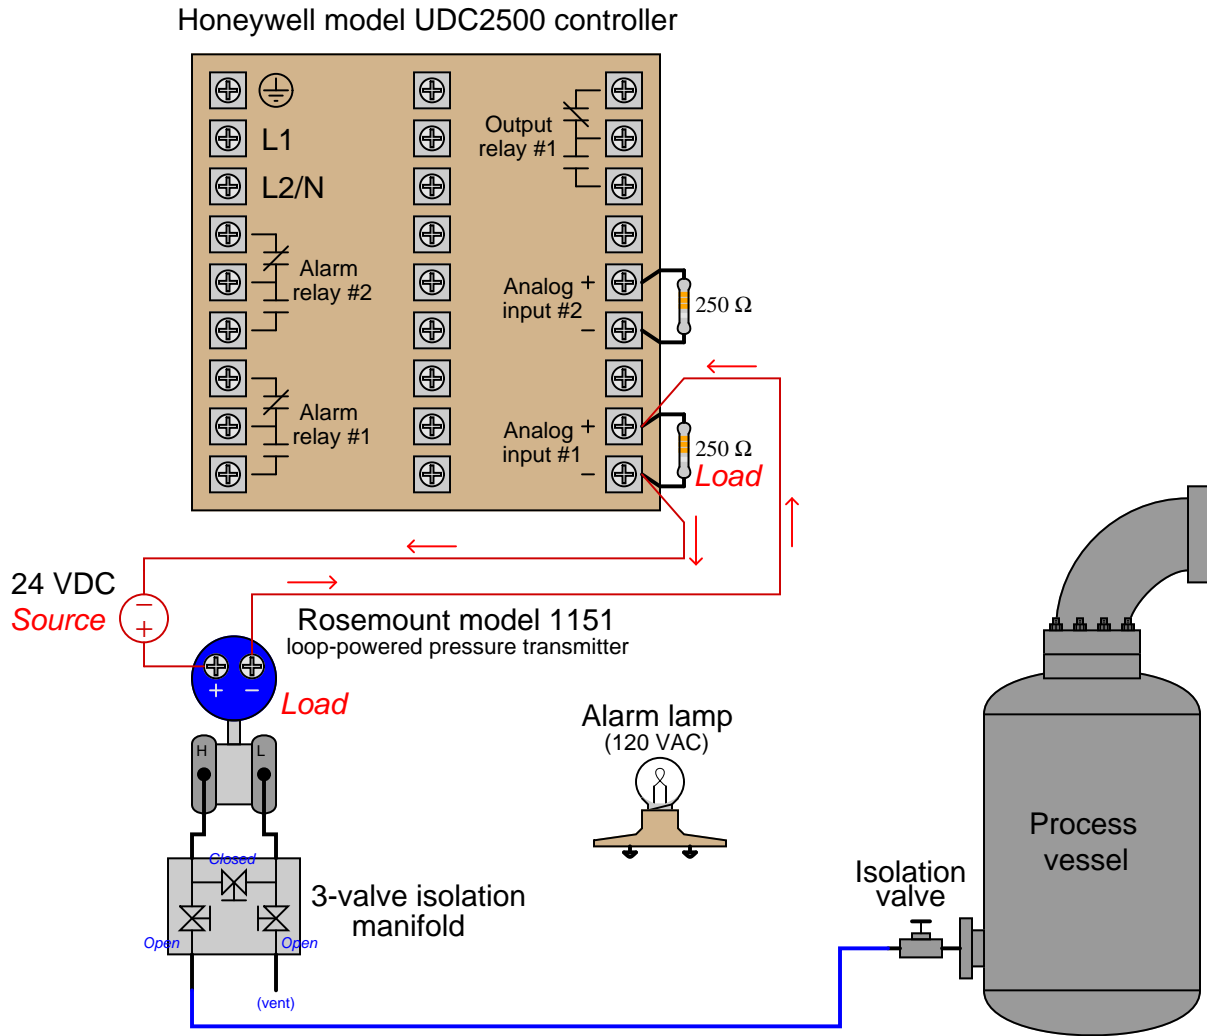 Honeywell model UDC2500 controller
L1
L2/N
Output
relay #1
Alarm
relay #2
Analog
input #2
+
−
250 Ω
Alarm
relay #1
Analog
input #1
+
−
250 Ω
Load
24 VDC
Source
−
+
Rosemount model 1151
loop-powered pressure transmitter
+ −
Load
H L
Alarm lamp
(120 VAC)
Closed
Open
Open
3-valve isolation
manifold
(vent)
Isolation
valve
Process
vessel